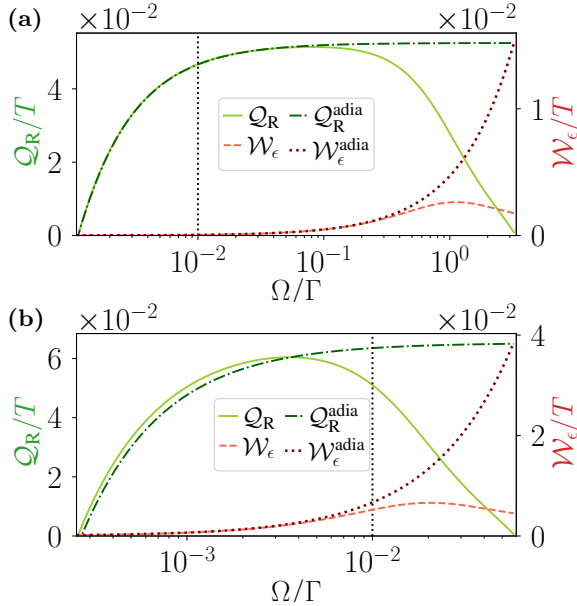 (a)
×10⁻² ×10⁻²
4
2
0
1
0
𝒬_R/T
𝒲_ϵ/T
𝒬_R 𝒬_R^adia
𝒲_ϵ 𝒲_ϵ^adia
10⁻² 10⁻¹ 10⁰
Ω/Γ
(b)
×10⁻² ×10⁻²
6
4
2
0
4
2
0
𝒬_R/T
𝒲_ϵ/T
𝒬_R 𝒬_R^adia
𝒲_ϵ 𝒲_ϵ^adia
10⁻³ 10⁻²
Ω/Γ